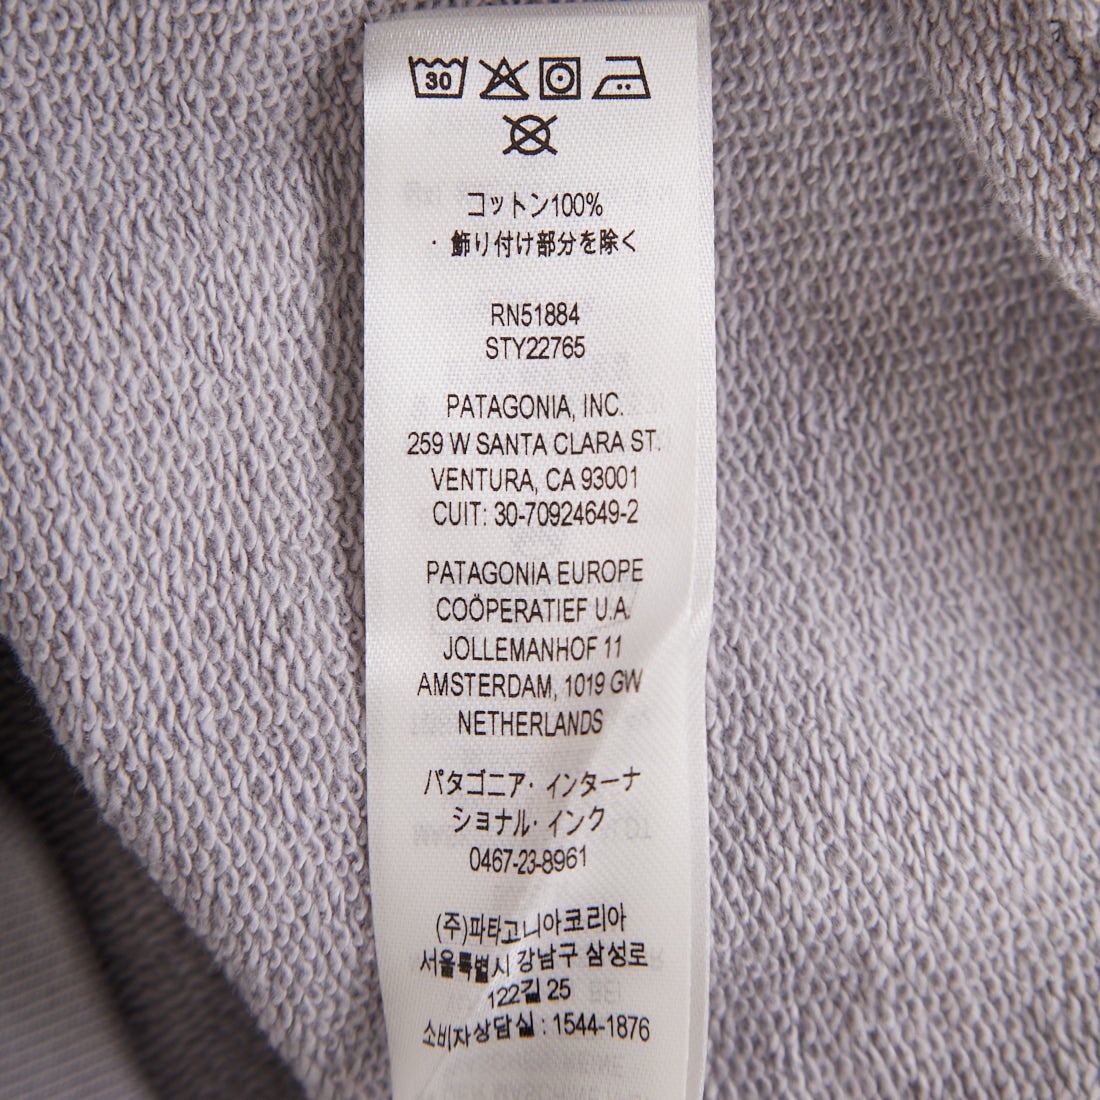 30
コットン100%
・飾り付け部分を除く
RN51884
STY22765
PATAGONIA, INC.
259 W SANTA CLARA ST.
VENTURA, CA 93001
CUIT: 30-70924649-2
PATAGONIA EUROPE
COÖPERATIEF U.A.
JOLLEMANHOF 11
AMSTERDAM, 1019 GW
NETHERLANDS
パタゴニア・インターナ
ショナル・インク
0467-23-8961
(주)파타고니아코리아
서울특별시 강남구 삼성로
122길 25
소비자상담실 : 1544-1876